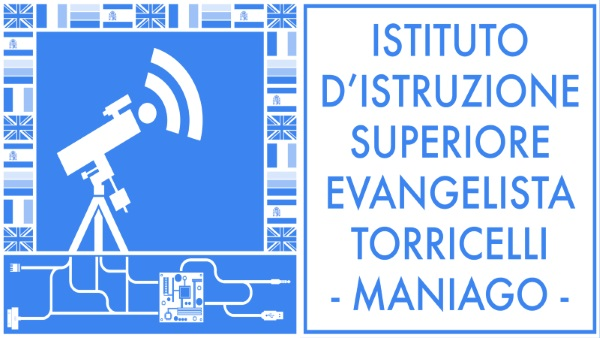 ISTITUTO
D’ISTRUZIONE
SUPERIORE
EVANGELISTA
TORRICELLI
- MANIAGO -